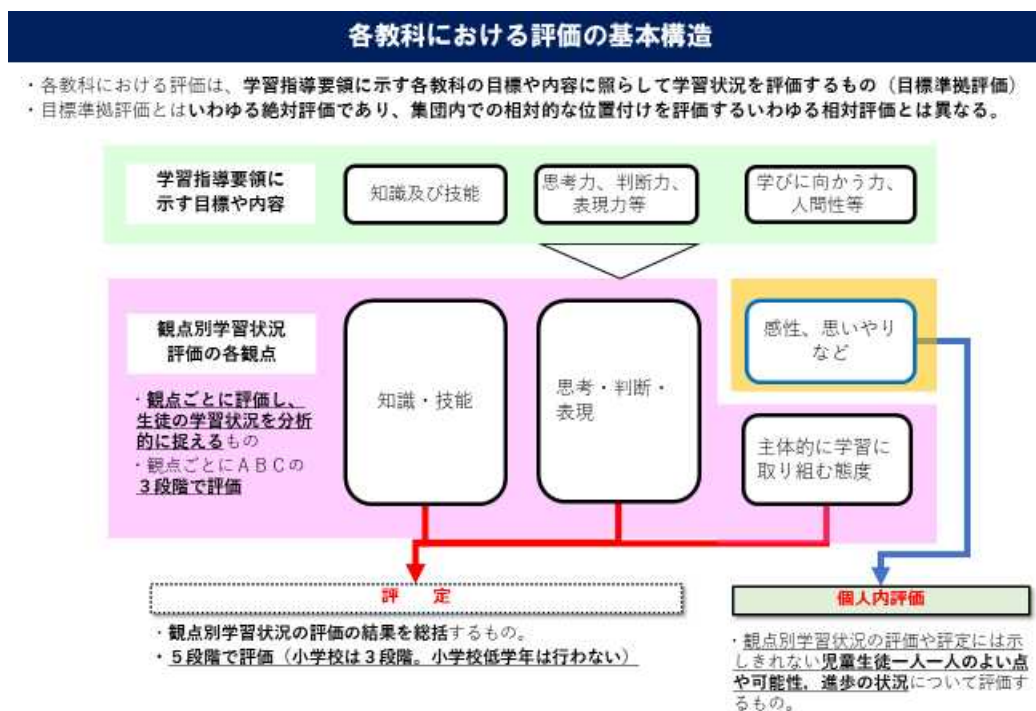 各教科における評価の基本構造
・各教科における評価は、学習指導要領に示す各教科の目標や内容に照らして学習状況を評価するもの（目標準拠評価）
・目標準拠評価とはいわゆる絶対評価であり、集団内での相対的な位置付けを評価するいわゆる相対評価とは異なる。
学習指導要領に
示す目標や内容
知識及び技能
思考力、判断力、
表現力等
学びに向かう力、
人間性等
観点別学習状況
評価の各観点
・観点ごとに評価し、
生徒の学習状況を分析
的に捉えるもの
・観点ごとにＡＢＣの
３段階で評価
知識・技能
思考・判断・
表現
感性、思いやり
など
主体的に学習に
取り組む態度
評　定
・観点別学習状況の評価の結果を総括するもの。
・５段階で評価（小学校は３段階。小学校低学年は行わない）
個人内評価
・観点別学習状況の評価や評定には示
しきれない児童生徒一人一人のよい点
や可能性，進歩の状況について評価す
るもの。